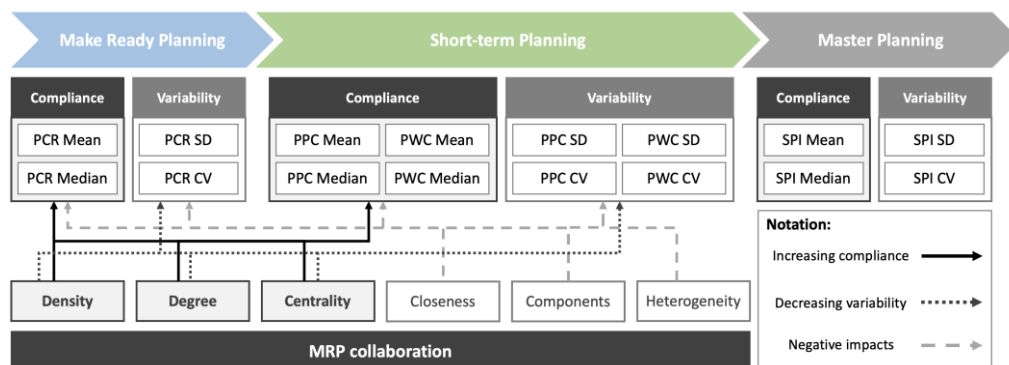 Make Ready Planning
Short-term Planning
Master Planning
Compliance
Variability
Compliance
Variability
Compliance
Variability
PCR Mean
PCR SD
PPC Mean
PWC Mean
PPC SD
PWC SD
SPI Mean
SPI SD
PCR Median
PCR CV
PPC Median
PWC Median
PPC CV
PWC CV
SPI Median
SPI CV
Density
Degree
Centrality
Closeness
Components
Heterogeneity
MRP collaboration
Notation:
Increasing compliance
Decreasing variability
Negative impacts